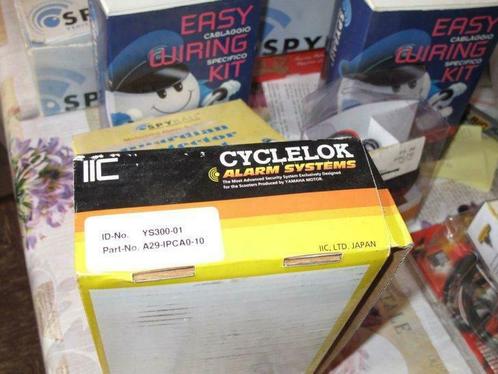 EASY
WIRING
CABLAGGIO
SPECIFICO
KIT
EASY
WIRING
CABLAGGIO
SPECIFICO
KIT
SPY
SPYBALL
Guardian
IIC
CYCLELOK
ALARM SYSTEMS
The Most Advanced Security System Exclusively Designed
for the Scooters Produced by YAMAHA MOTOR.
ID-No. YS300-01
Part-No. A29-IPCA0-10
IIC, LTD. JAPAN